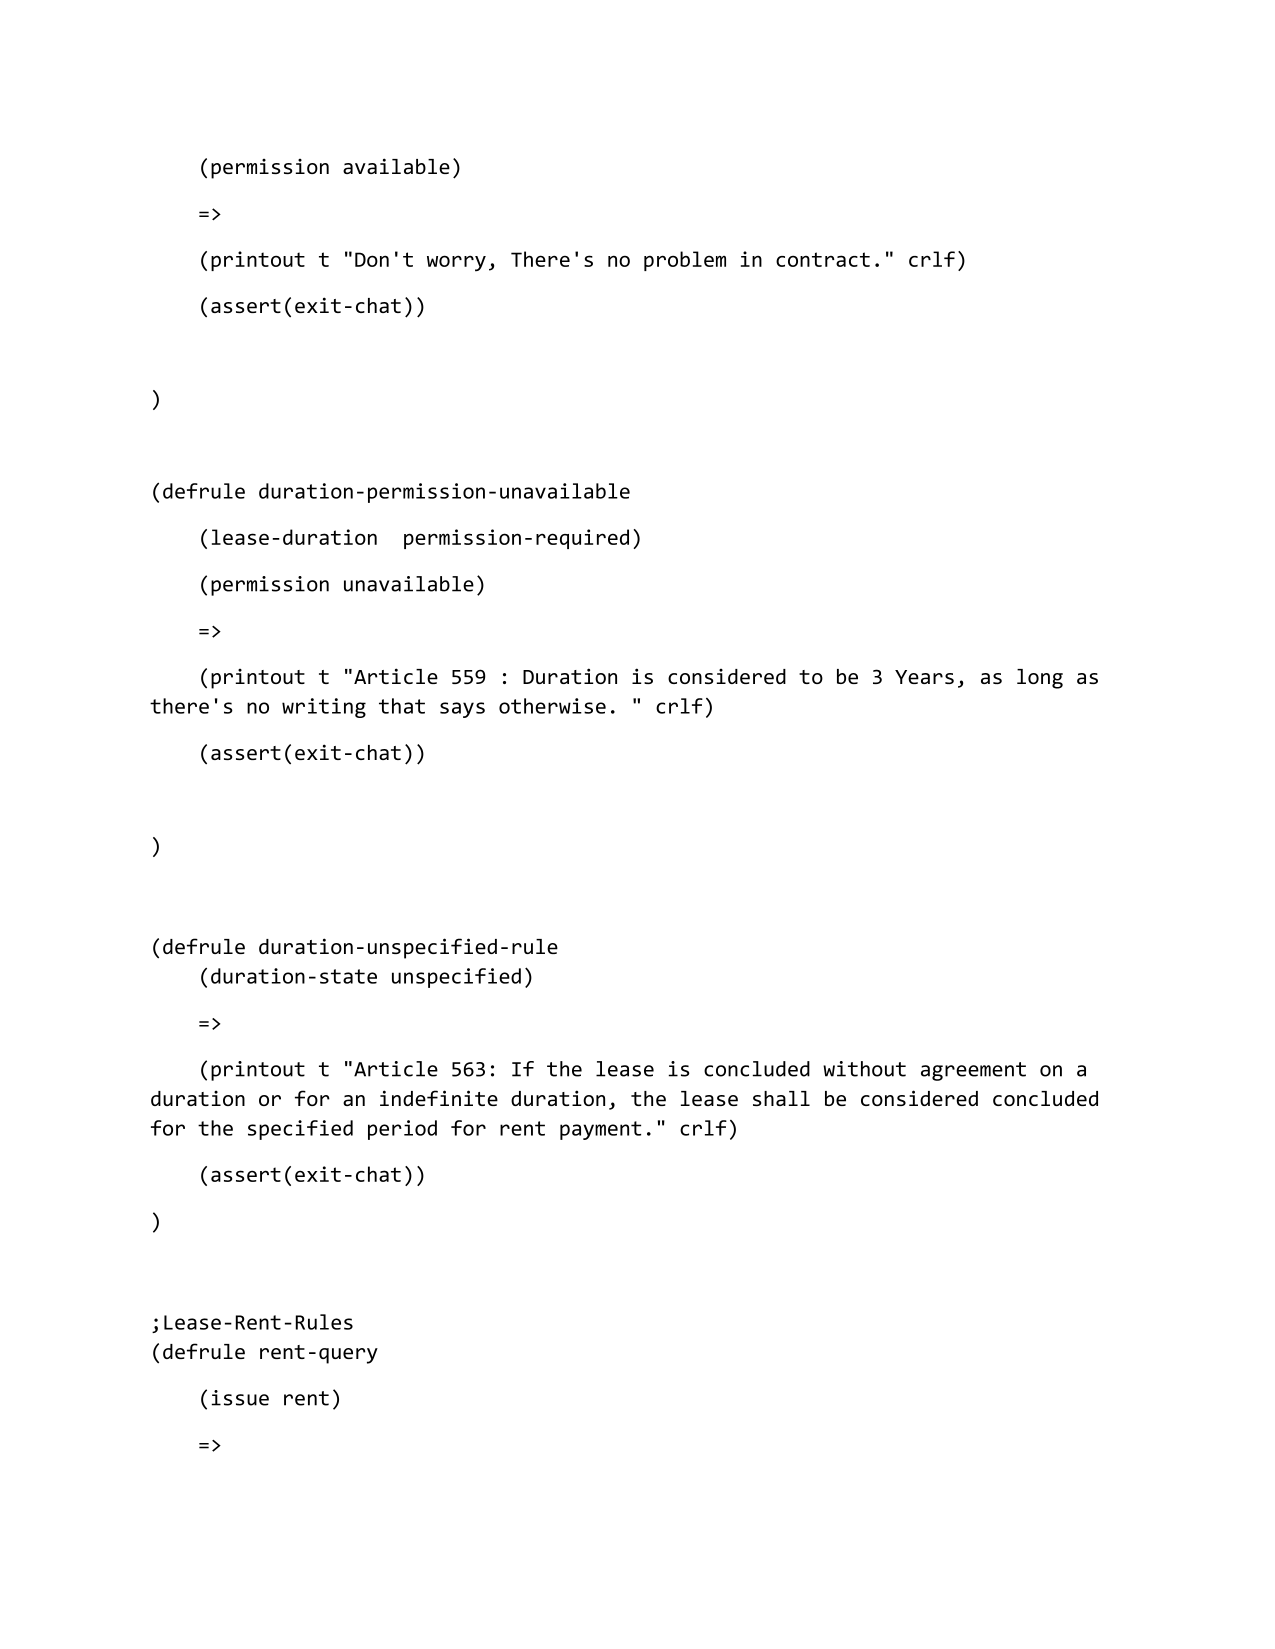 (permission available)
=>
(printout t "Don't worry, There's no problem in contract." crlf)
(assert(exit-chat))
)
(defrule duration-permission-unavailable
(lease-duration  permission-required)
(permission unavailable)
=>
(printout t "Article 559 : Duration is considered to be 3 Years, as long as
there's no writing that says otherwise. " crlf)
(assert(exit-chat))
)
(defrule duration-unspecified-rule
(duration-state unspecified)
=>
(printout t "Article 563: If the lease is concluded without agreement on a
duration or for an indefinite duration, the lease shall be considered concluded
for the specified period for rent payment." crlf)
(assert(exit-chat))
)
;Lease-Rent-Rules
(defrule rent-query
(issue rent)
=>